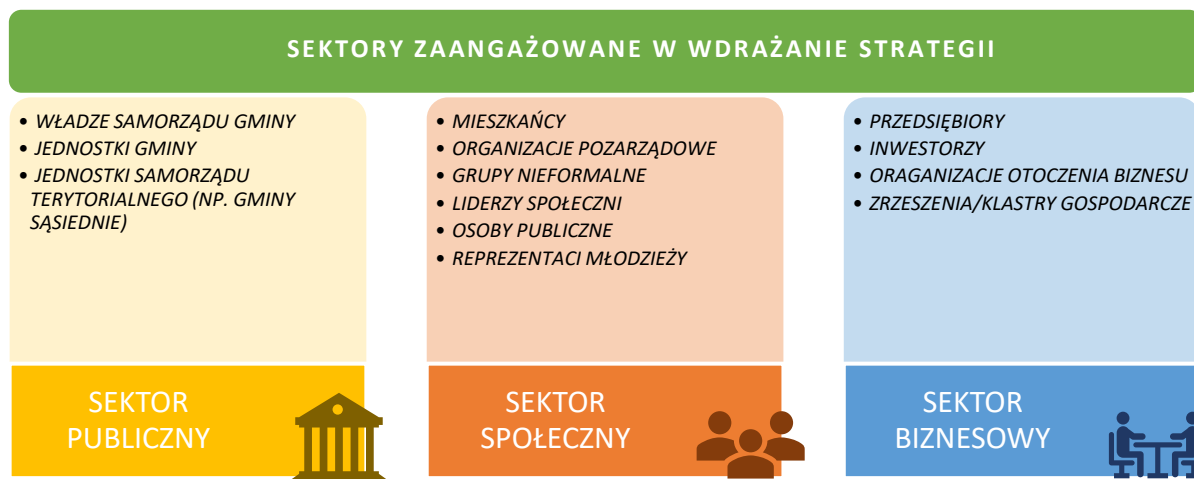 SEKTORY ZAANGAŻOWANE W WDRAŻANIE STRATEGII
• WŁADZE SAMORZĄDU GMINY
• JEDNOSTKI GMINY
• JEDNOSTKI SAMORZĄDU
TERYTORIALNEGO (NP. GMINY
SĄSIEDNIE)
SEKTOR
PUBLICZNY
• MIESZKAŃCY
• ORGANIZACJE POZARZĄDOWE
• GRUPY NIEFORMALNE
• LIDERZY SPOŁECZNI
• OSOBY PUBLICZNE
• REPREZENTACI MŁODZIEŻY
SEKTOR
SPOŁECZNY
• PRZEDSIĘBIORY
• INWESTORZY
• ORAGANIZACJE OTOCZENIA BIZNESU
• ZRZESZENIA/KLASTRY GOSPODARCZE
SEKTOR
BIZNESOWY